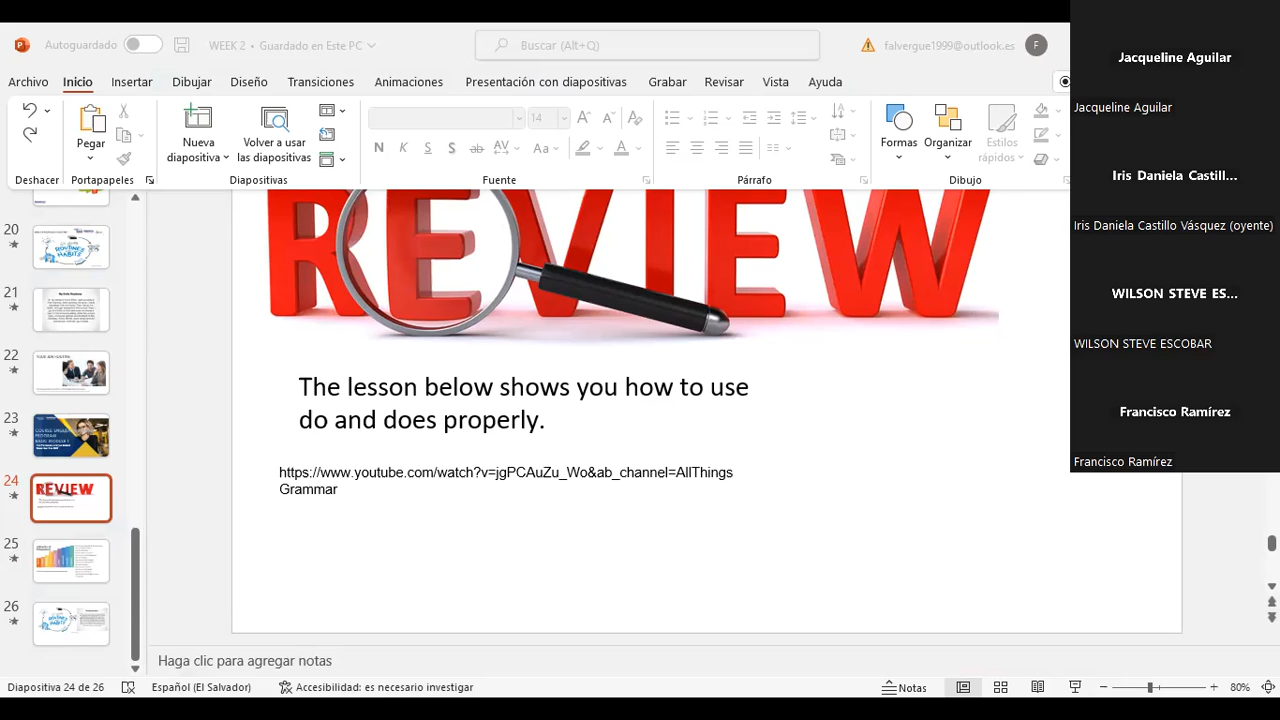 Autoguardado
WEEK 2 • Guardado en Este PC
Buscar (Alt+Q)
falvergue1999@outlook.es
F
Archivo Inicio Insertar Dibujar Diseño Transiciones Animaciones Presentación con diapositivas Grabar Revisar Vista Ayuda
14
Pegar
Nueva
diapositiva
Volver a usar
las diapositivas
N K S S ab AV Aa A
Formas
Organizar
Estilos
rápidos
Deshacer Portapapeles Diapositivas Fuente Párrafo Dibujo
20
21
22
23
24
REVIEW
25
26
REVIEW
The lesson below shows you how to use
do and does properly.
https://www.youtube.com/watch?v=jgPCAuZu_Wo&ab_channel=AllThings
Grammar
Haga clic para agregar notas
Diapositiva 24 de 26 Español (El Salvador) Accesibilidad: es necesario investigar Notas 80%
Jacqueline Aguilar
Jacqueline Aguilar
Iris Daniela Castill...
Iris Daniela Castillo Vásquez (oyente)
WILSON STEVE ES...
WILSON STEVE ESCOBAR
Francisco Ramírez
Francisco Ramírez